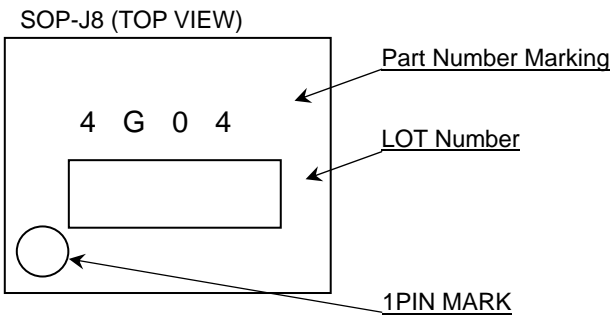 SOP-J8 (TOP VIEW)
Part Number Marking
4 G 0 4
LOT Number
1PIN MARK